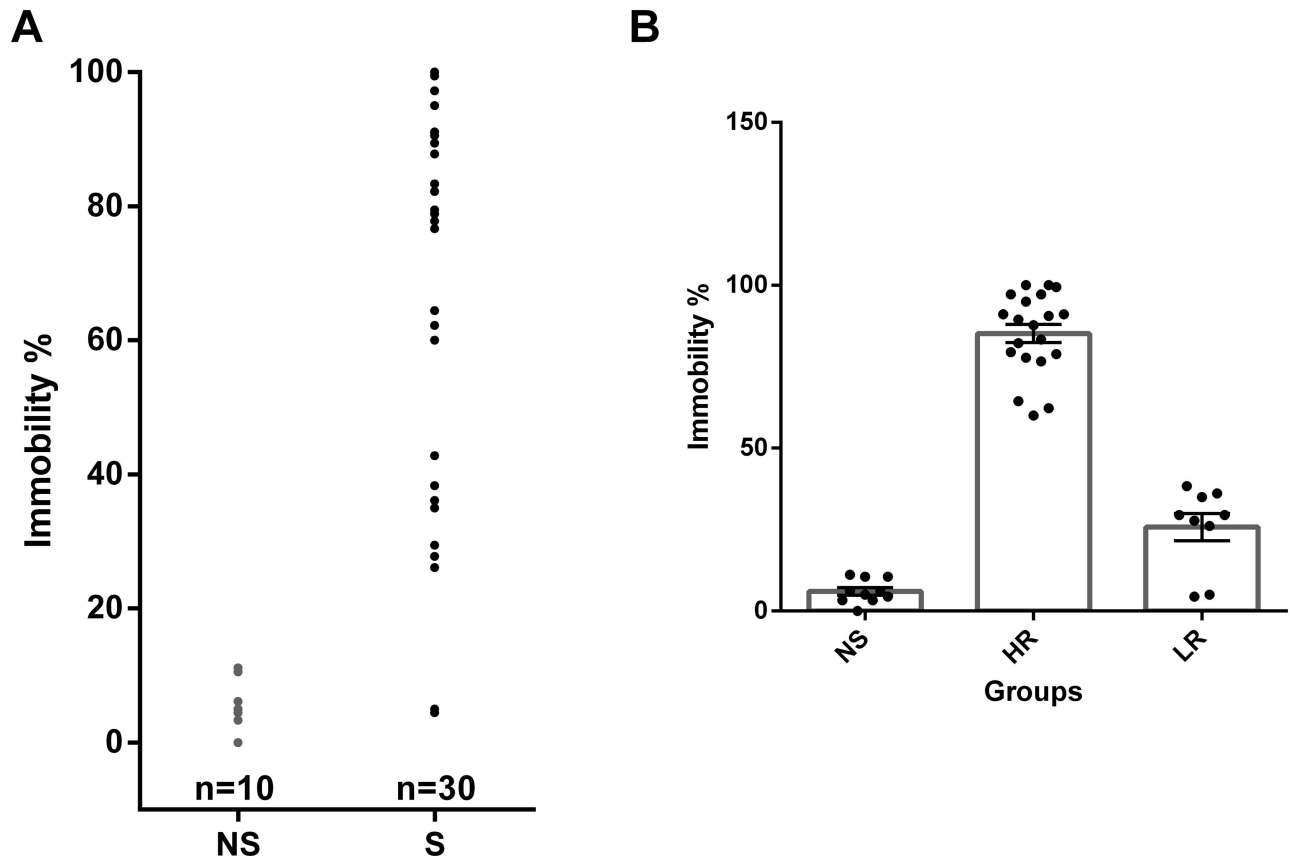 A
Immobility %
100
80
60
40
20
0
n=10 n=30
NS S
B
Immobility %
150
100
50
0
NS HR LR
Groups